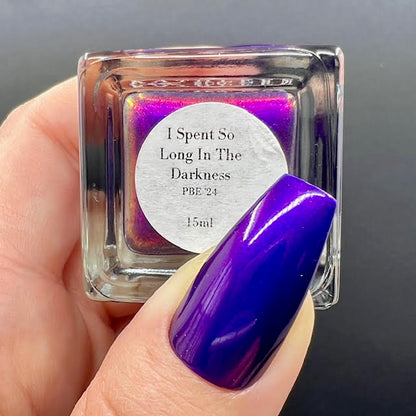 I Spent So
Long In The
Darkness
PBE '24
15ml